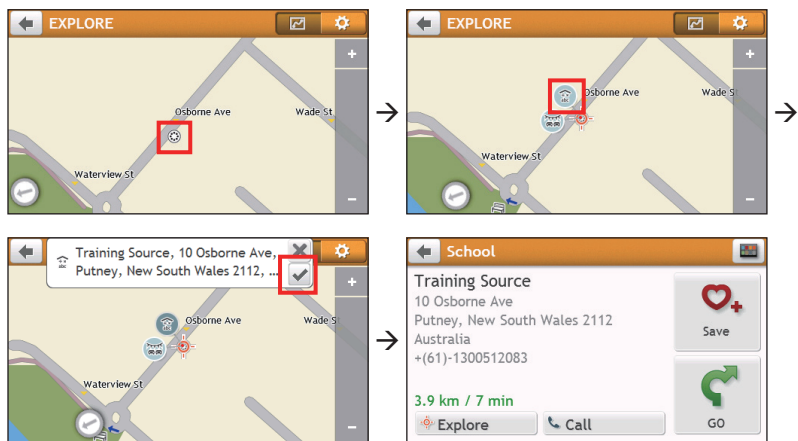 EXPLORE
+
Osborne Ave
Wade St
Waterview St
-
→
EXPLORE
+
Osborne Ave
Wade S
Waterview St
-
→
Training Source, 10 Osborne Ave,
Putney, New South Wales 2112, ...
+
Osborne Ave
Wade S
Waterview St
-
→
School
Training Source
10 Osborne Ave
Putney, New South Wales 2112
Australia
+(61)-1300512083
3.9 km / 7 min
Explore
Call
Save
GO